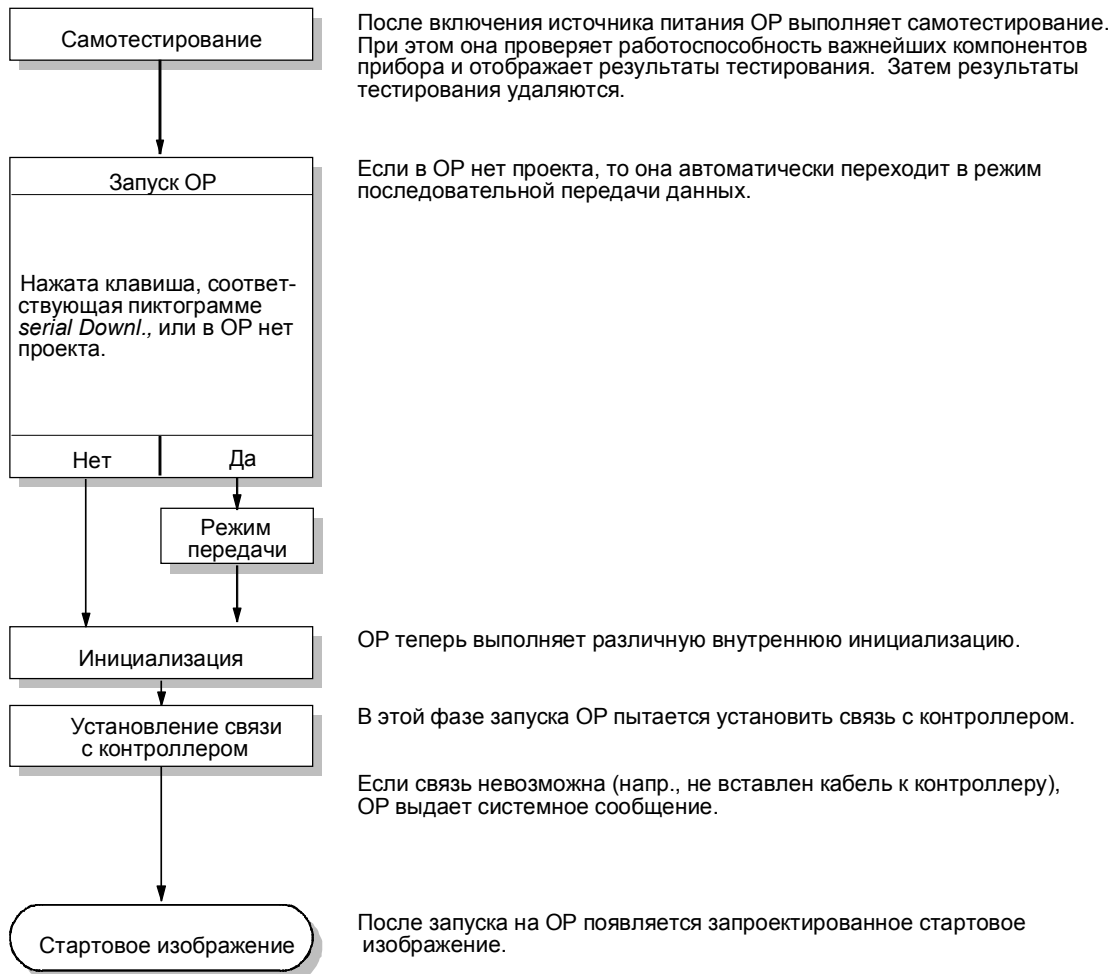 Самотестирование
После включения источника питания OP выполняет самотестирование.
При этом она проверяет работоспособность важнейших компонентов
прибора и отображает результаты тестирования. Затем результаты
тестирования удаляются.
Запуск OP
Если в OP нет проекта, то она автоматически переходит в режим
последовательной передачи данных.
Нажата клавиша, соответ-
ствующая пиктограмме
serial Downl., или в OP нет
проекта.
Нет
Да
Режим
передачи
Инициализация
OP теперь выполняет различную внутреннюю инициализацию.
Установление связи
с контроллером
В этой фазе запуска OP пытается установить связь с контроллером.
Если связь невозможна (напр., не вставлен кабель к контроллеру),
OP выдает системное сообщение.
Стартовое изображение
После запуска на OP появляется запроектированное стартовое
изображение.